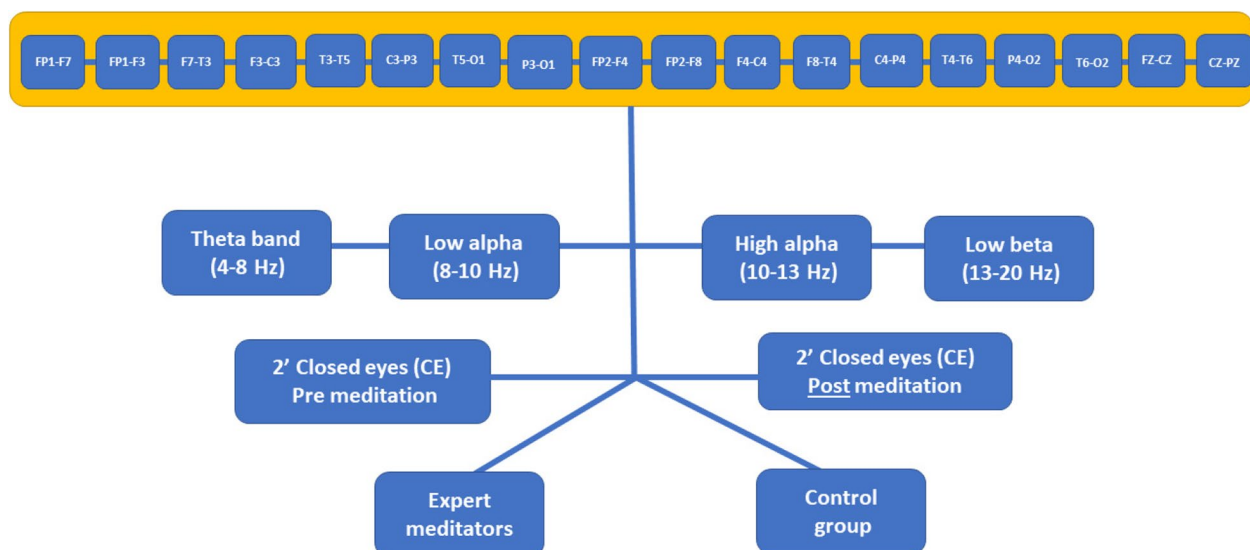 FP1-F7 FP1-F3 F7-T3 F3-C3 T3-T5 C3-P3 T5-O1 P3-O1 FP2-F4 FP2-F8 F4-C4 F8-T4 C4-P4 T4-T6 P4-O2 T6-O2 FZ-CZ CZ-PZ
Theta band
(4-8 Hz)
Low alpha
(8-10 Hz)
High alpha
(10-13 Hz)
Low beta
(13-20 Hz)
2’ Closed eyes (CE)
Pre meditation
2’ Closed eyes (CE)
Post meditation
Expert
meditators
Control
group